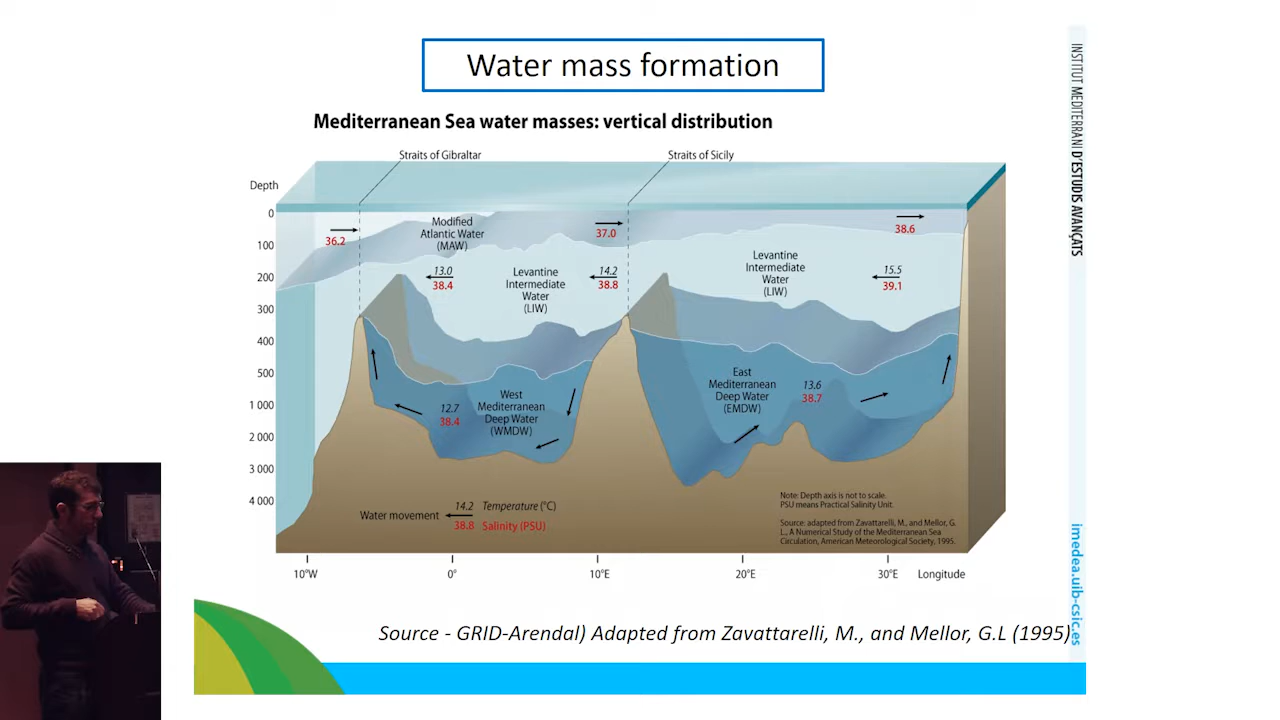 Water mass formation
Mediterranean Sea water masses: vertical distribution
Straits of Gibraltar
Straits of Sicily
Depth
0
100
200
300
400
500
1 000
2 000
3 000
4 000
36.2
Modified
Atlantic Water
(MAW)
37.0
38.6
13.0
38.4
Levantine
Intermediate
Water
(LIW)
14.2
38.8
Levantine
Intermediate
Water
(LIW)
15.5
39.1
12.7
38.4
West
Mediterranean
Deep Water
(WMDW)
East
Mediterranean
Deep Water
(EMDW)
13.6
38.7
Water movement
14.2 Temperature (°C)
38.8 Salinity (PSU)
Note: Depth axis is not to scale.
PSU means Practical Salinity Unit.
Source: adapted from Zavattarelli, M., and Mellor, G.
L., A Numerical Study of the Mediterranean Sea
Circulation, American Meteorological Society, 1995.
10°W
0°
10°E
20°E
30°E
Longitude
Source - GRID-Arendal) Adapted from Zavattarelli, M., and Mellor, G.L (1995)
INSTITUT MEDITERRANI D'ESTUDIS AVANÇATS
imedea.uib-csic.es